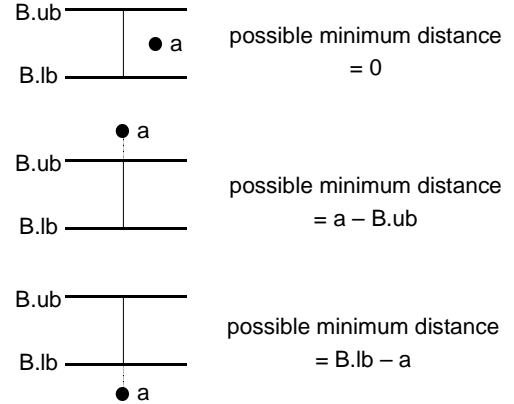 B.ub
a
B.lb
possible minimum distance
= 0
a
B.ub
B.lb
possible minimum distance
= a – B.ub
B.ub
B.lb
a
possible minimum distance
= B.lb – a